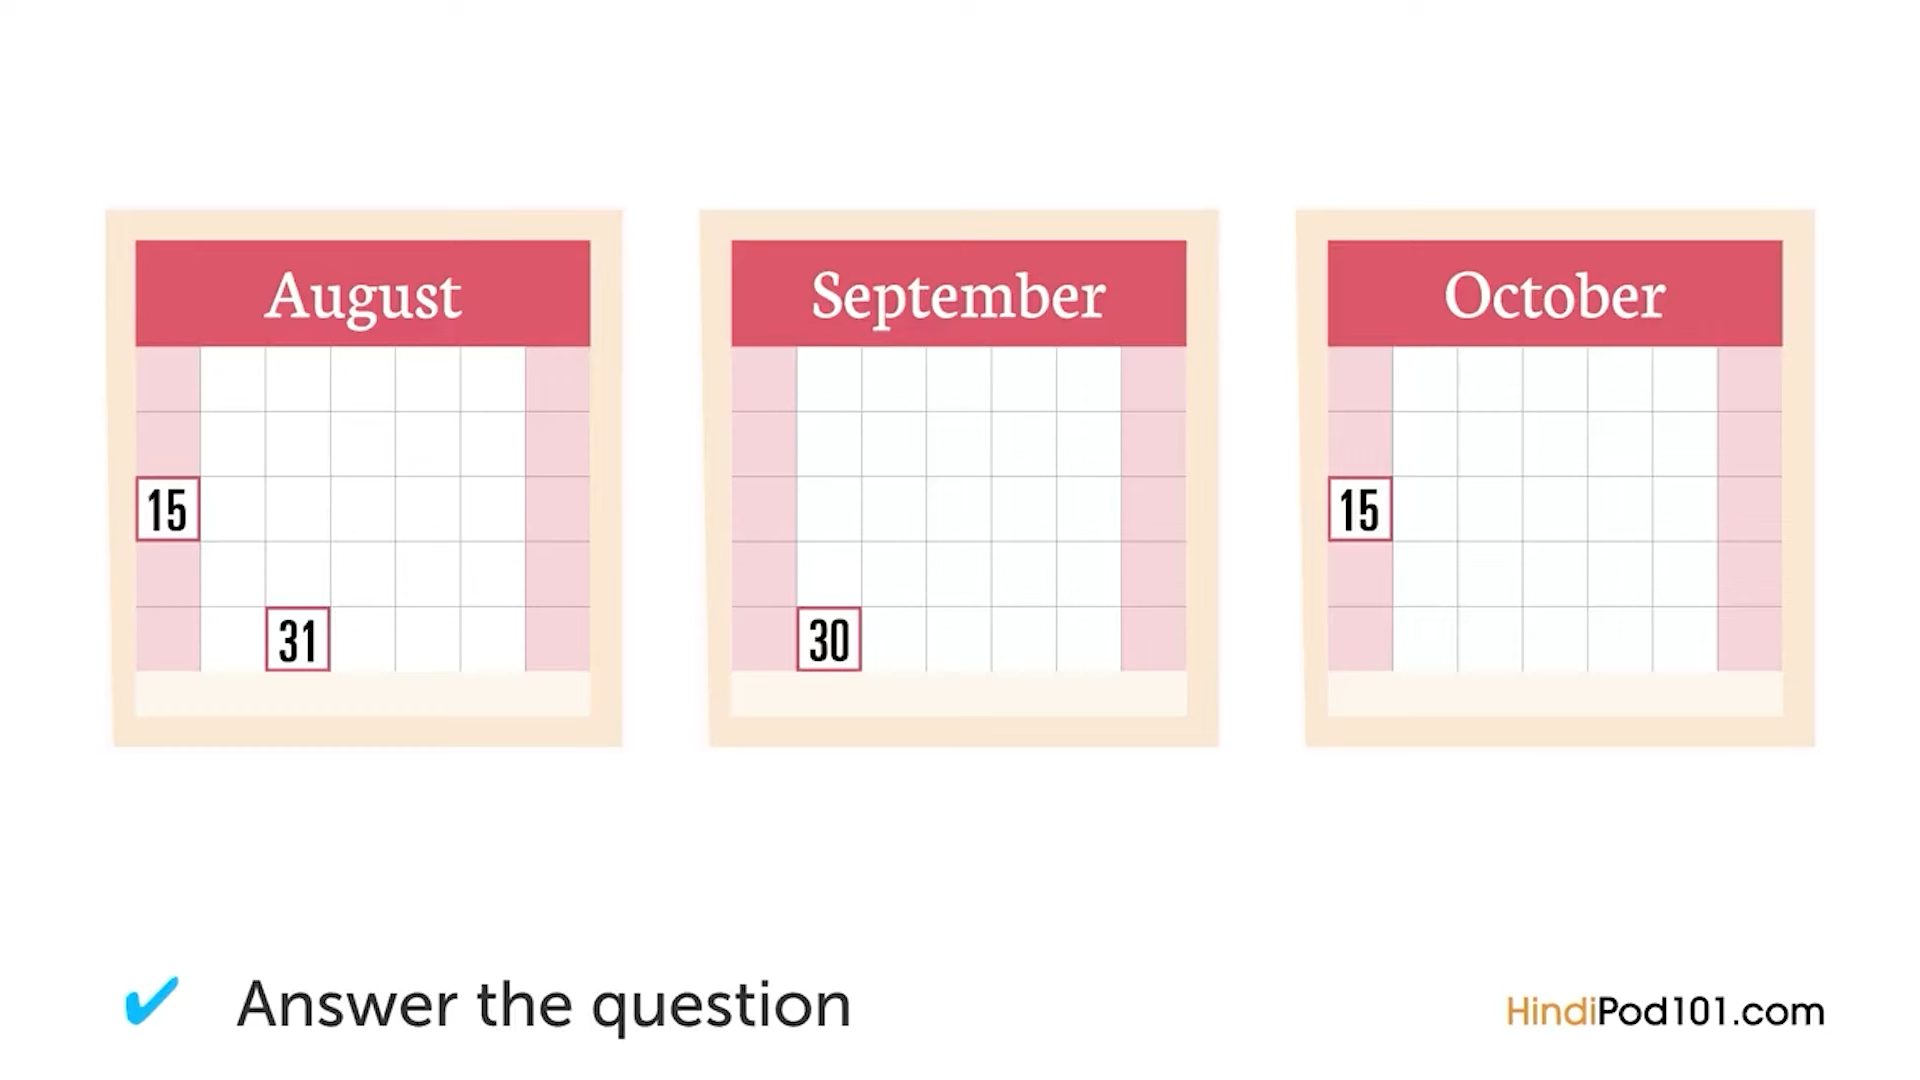 August
15
31
September
30
October
15
✔ Answer the question
HindiPod101.com